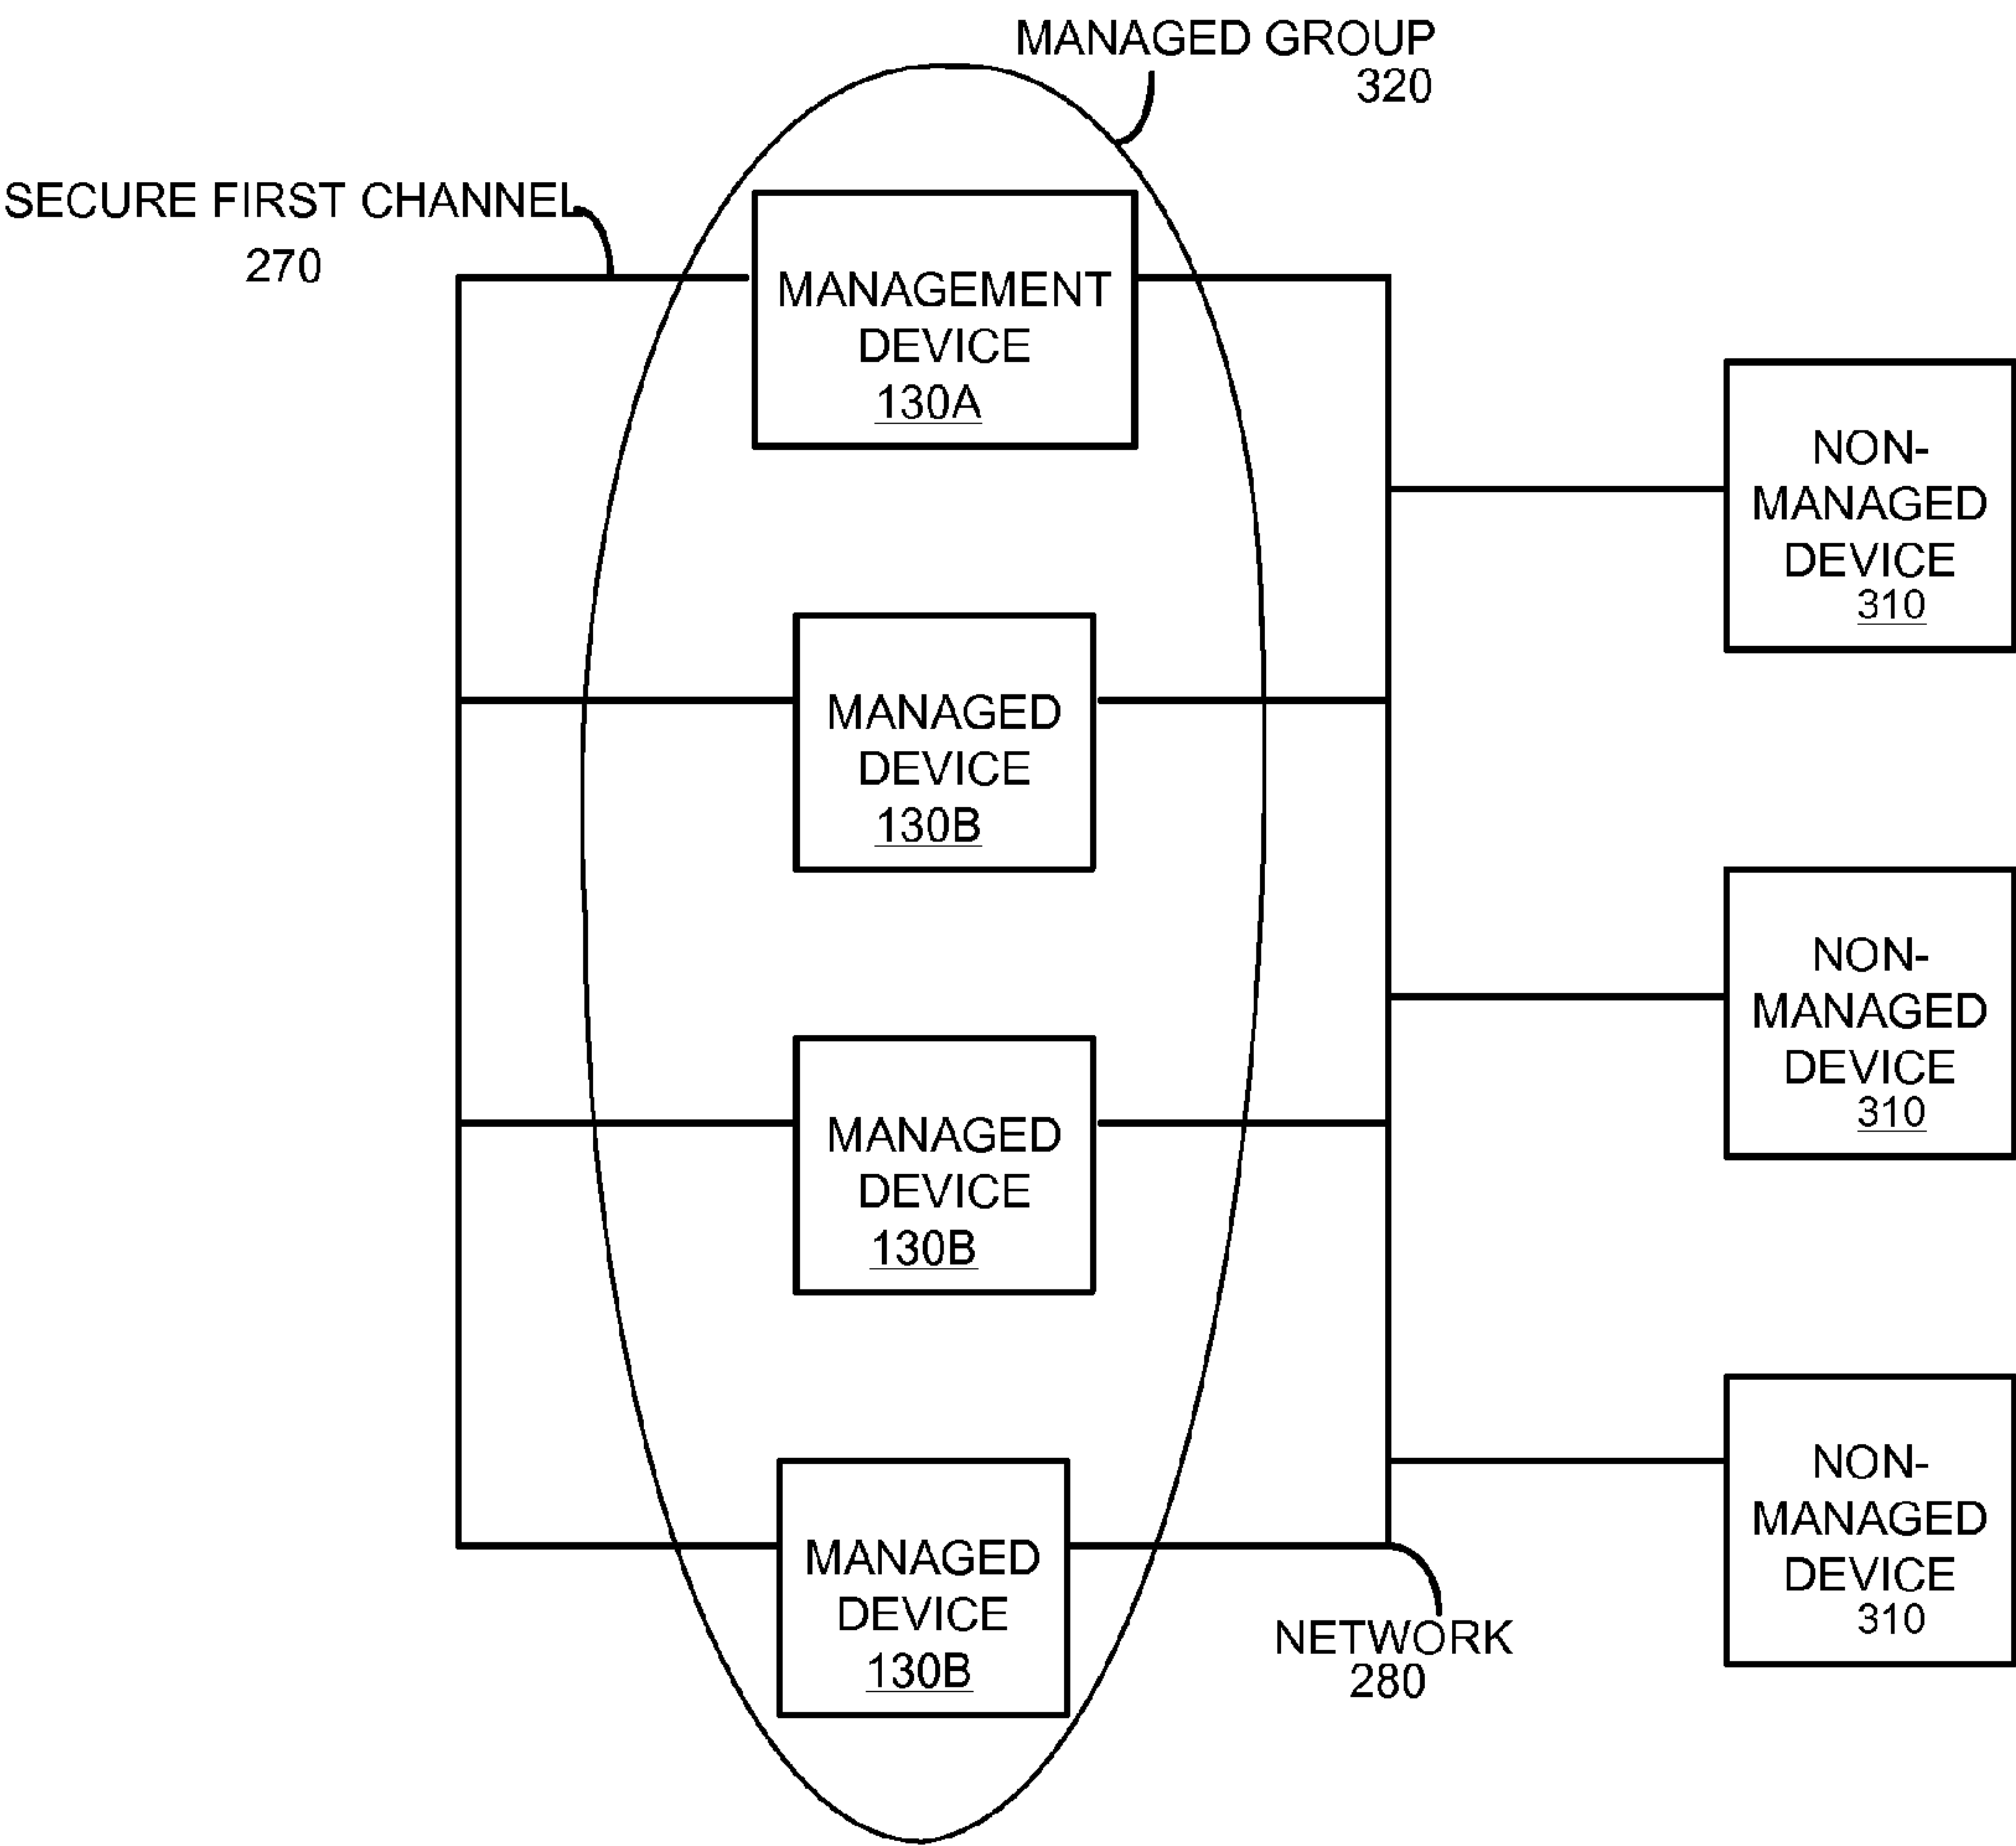 MANAGED GROUP
320
SECURE FIRST CHANNEL
270
MANAGEMENT
DEVICE
130A
NON-
MANAGED
DEVICE
310
MANAGED
DEVICE
130B
NON-
MANAGED
DEVICE
310
MANAGED
DEVICE
130B
NON-
MANAGED
DEVICE
310
MANAGED
DEVICE
130B
NETWORK
280